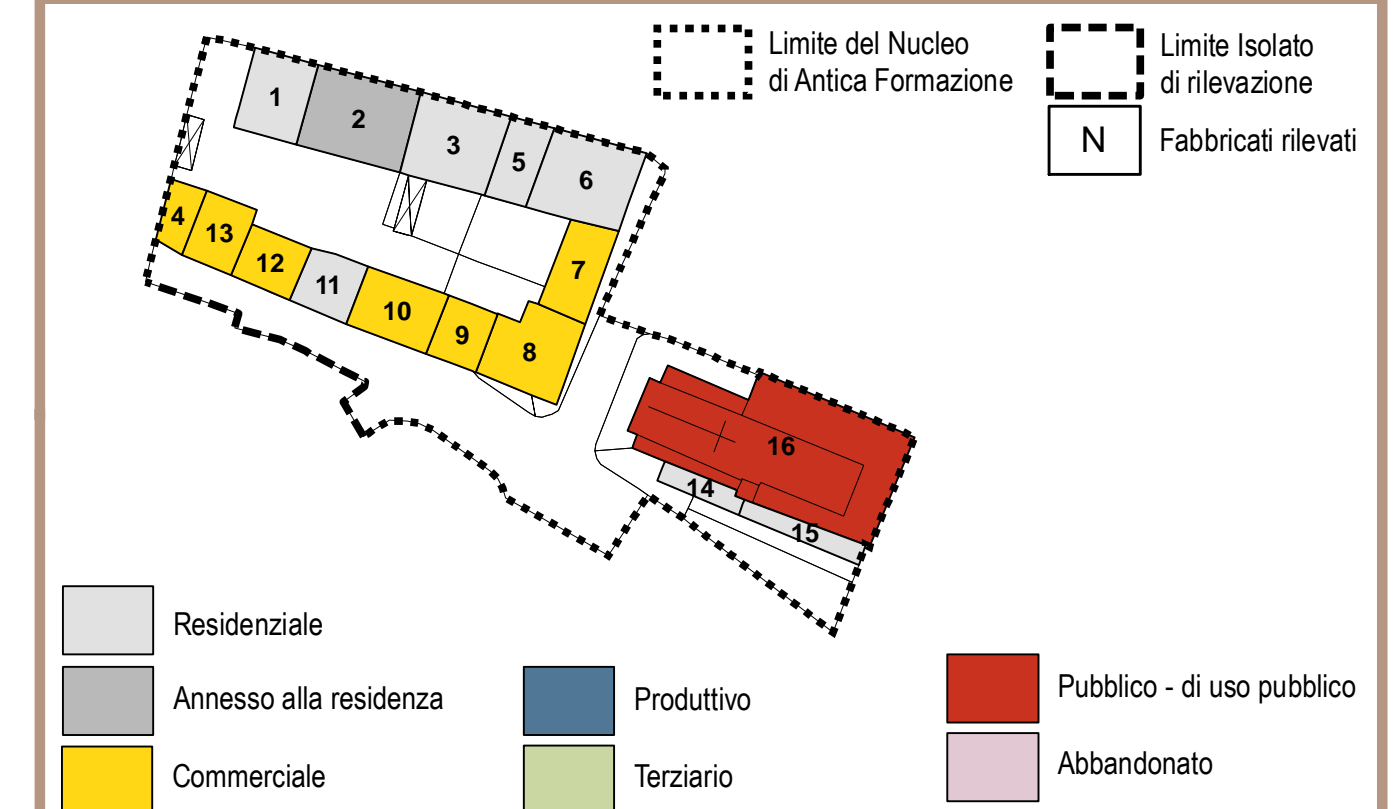 Limite del Nucleo
di Antica Formazione
Limite Isolato
di rilevazione
N
Fabbricati rilevati
1
2
3
5
6
4
13
12
11
10
9
8
7
16
14
15
Residenziale
Annesso alla residenza
Commerciale
Produttivo
Terziario
Pubblico - di uso pubblico
Abbandonato